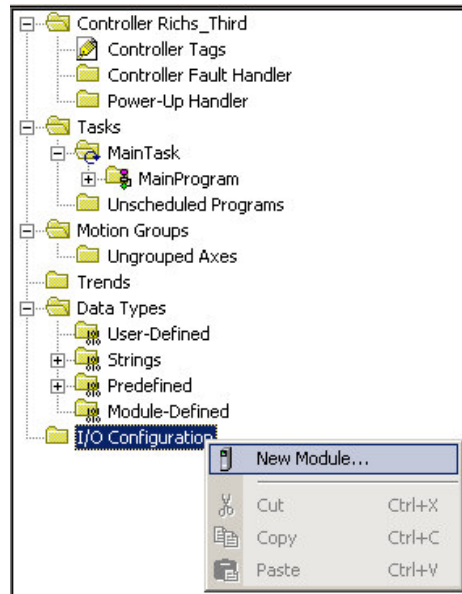 Controller Richs_Third
Controller Tags
Controller Fault Handler
Power-Up Handler
Tasks
MainTask
MainProgram
Unscheduled Programs
Motion Groups
Ungrouped Axes
Trends
Data Types
User-Defined
Strings
Predefined
Module-Defined
I/O Configuration
New Module...
Cut Ctrl+X
Copy Ctrl+C
Paste Ctrl+V